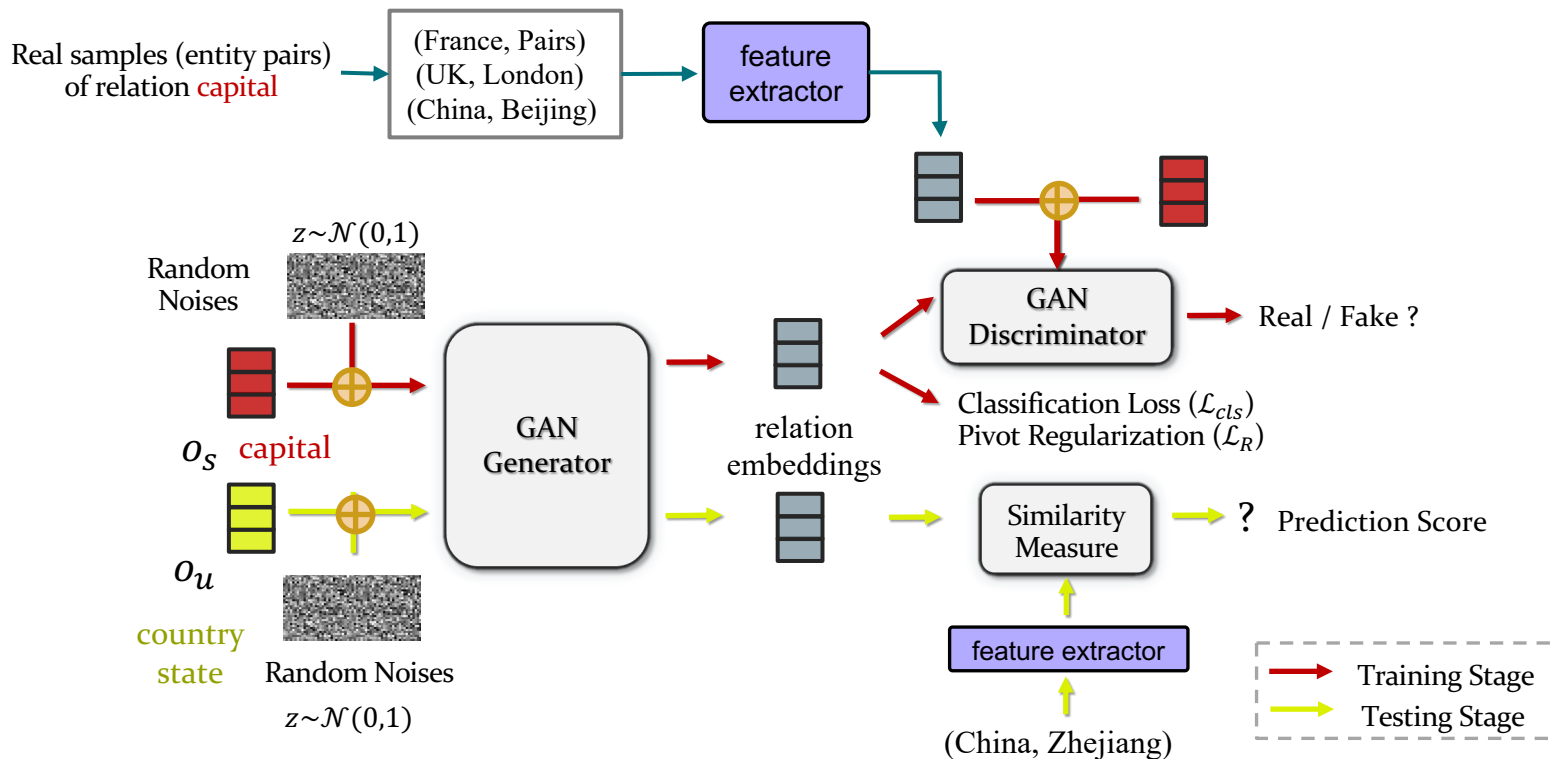 Real samples (entity pairs)
of relation capital
(France, Pairs)
(UK, London)
(China, Beijing)
feature
extractor
z~𝒩(0,1)
Random
Noises
GAN
Discriminator
Real / Fake ?
o_s capital
GAN
Generator
relation
embeddings
Classification Loss (ℒ_cls)
Pivot Regularization (ℒ_R)
o_u
country
state
Random Noises
z~𝒩(0,1)
Similarity
Measure
? Prediction Score
feature extractor
(China, Zhejiang)
Training Stage
Testing Stage